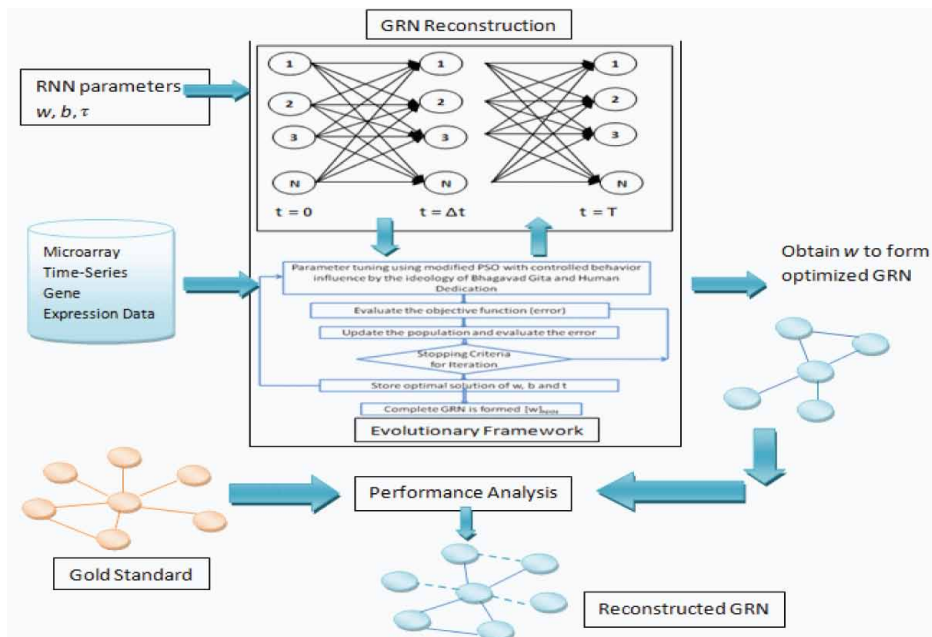 GRN Reconstruction
RNN parameters
w, b, τ
1 1 1
2 2 2
3 3 3
N N N
t = 0 t = Δt t = T
Microarray
Time-Series
Gene
Expression Data
Parameter tuning using modified PSO with controlled behavior
influence by the ideology of Bhagavad Gita and Human
Dedication
Evaluate the objective function (error)
Update the population and evaluate the error
Stopping Criteria
for Iteration
Store optimal solution of w, b and t
Complete GRN is formed [w]
Evolutionary Framework
Obtain w to form
optimized GRN
Performance Analysis
Gold Standard
Reconstructed GRN